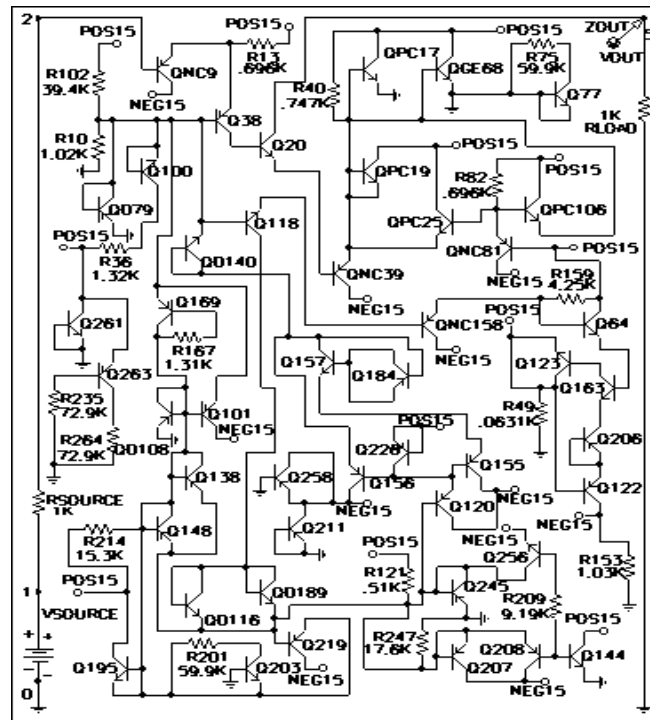 2
POS15
POS15
R13
.696K
R102
39.4K
QNC9
NEG15
R40
.747K
QPC17
POS15
QGE68
R75
59.9K
Q77
ZOUT
VOUT
1K
RLOAD
R10
1.02K
Q38
Q20
Q100
QD79
POS15
R36
1.32K
Q118
QD140
QPC19
POS15
R82
.696K
POS15
QPC25
QPC106
QNC81
POS15
NEG15
R159
4.25K
QNC39
NEG15
Q169
R167
1.31K
Q261
Q263
R235
72.9K
R264
72.9K
QNC158
NEG15
POS15
Q64
Q157
Q184
Q123
Q163
R49
.0631K
Q206
Q101
NEG15
QD108
Q138
Q258
Q228
POS15
Q156
NEG15
Q155
NEG15
Q120
Q122
NEG15
RSOURCE
1K
R214
15.3K
Q148
Q211
POS15
R121
.51K
Q256
NEG15
R153
1.03K
POS15
1
VSOURCE
QD189
QD116
Q245
R209
9.19K
POS15
R201
59.9K
Q203
Q219
NEG15
R247
17.6K
Q207
Q208
NEG15
Q144
Q195
+ +
- -
0